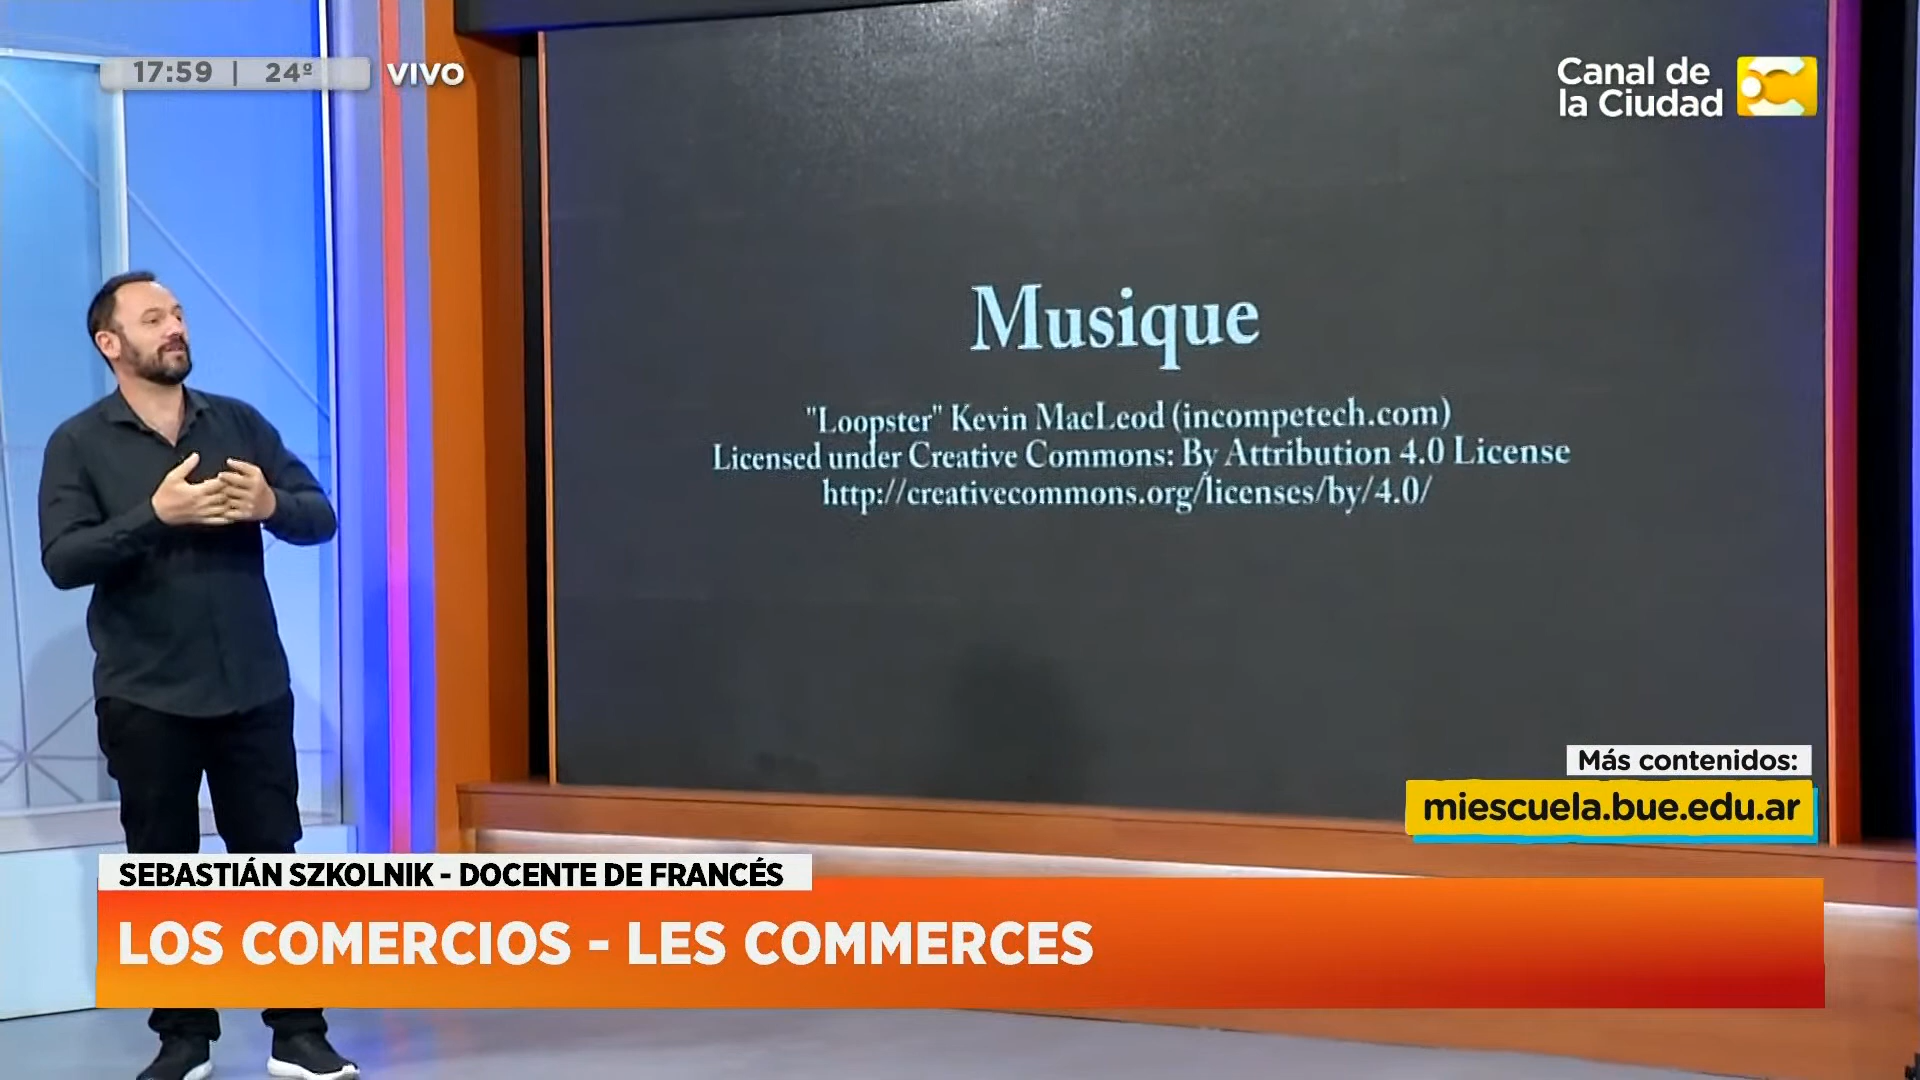 17:59 | 24º VIVO
Canal de
la Ciudad
Musique
"Loopster" Kevin MacLeod (incompetech.com)
Licensed under Creative Commons: By Attribution 4.0 License
http://creativecommons.org/licenses/by/4.0/
Más contenidos:
miescuela.bue.edu.ar
SEBASTIÁN SZKOLNIK - DOCENTE DE FRANCÉS
LOS COMERCIOS - LES COMMERCES